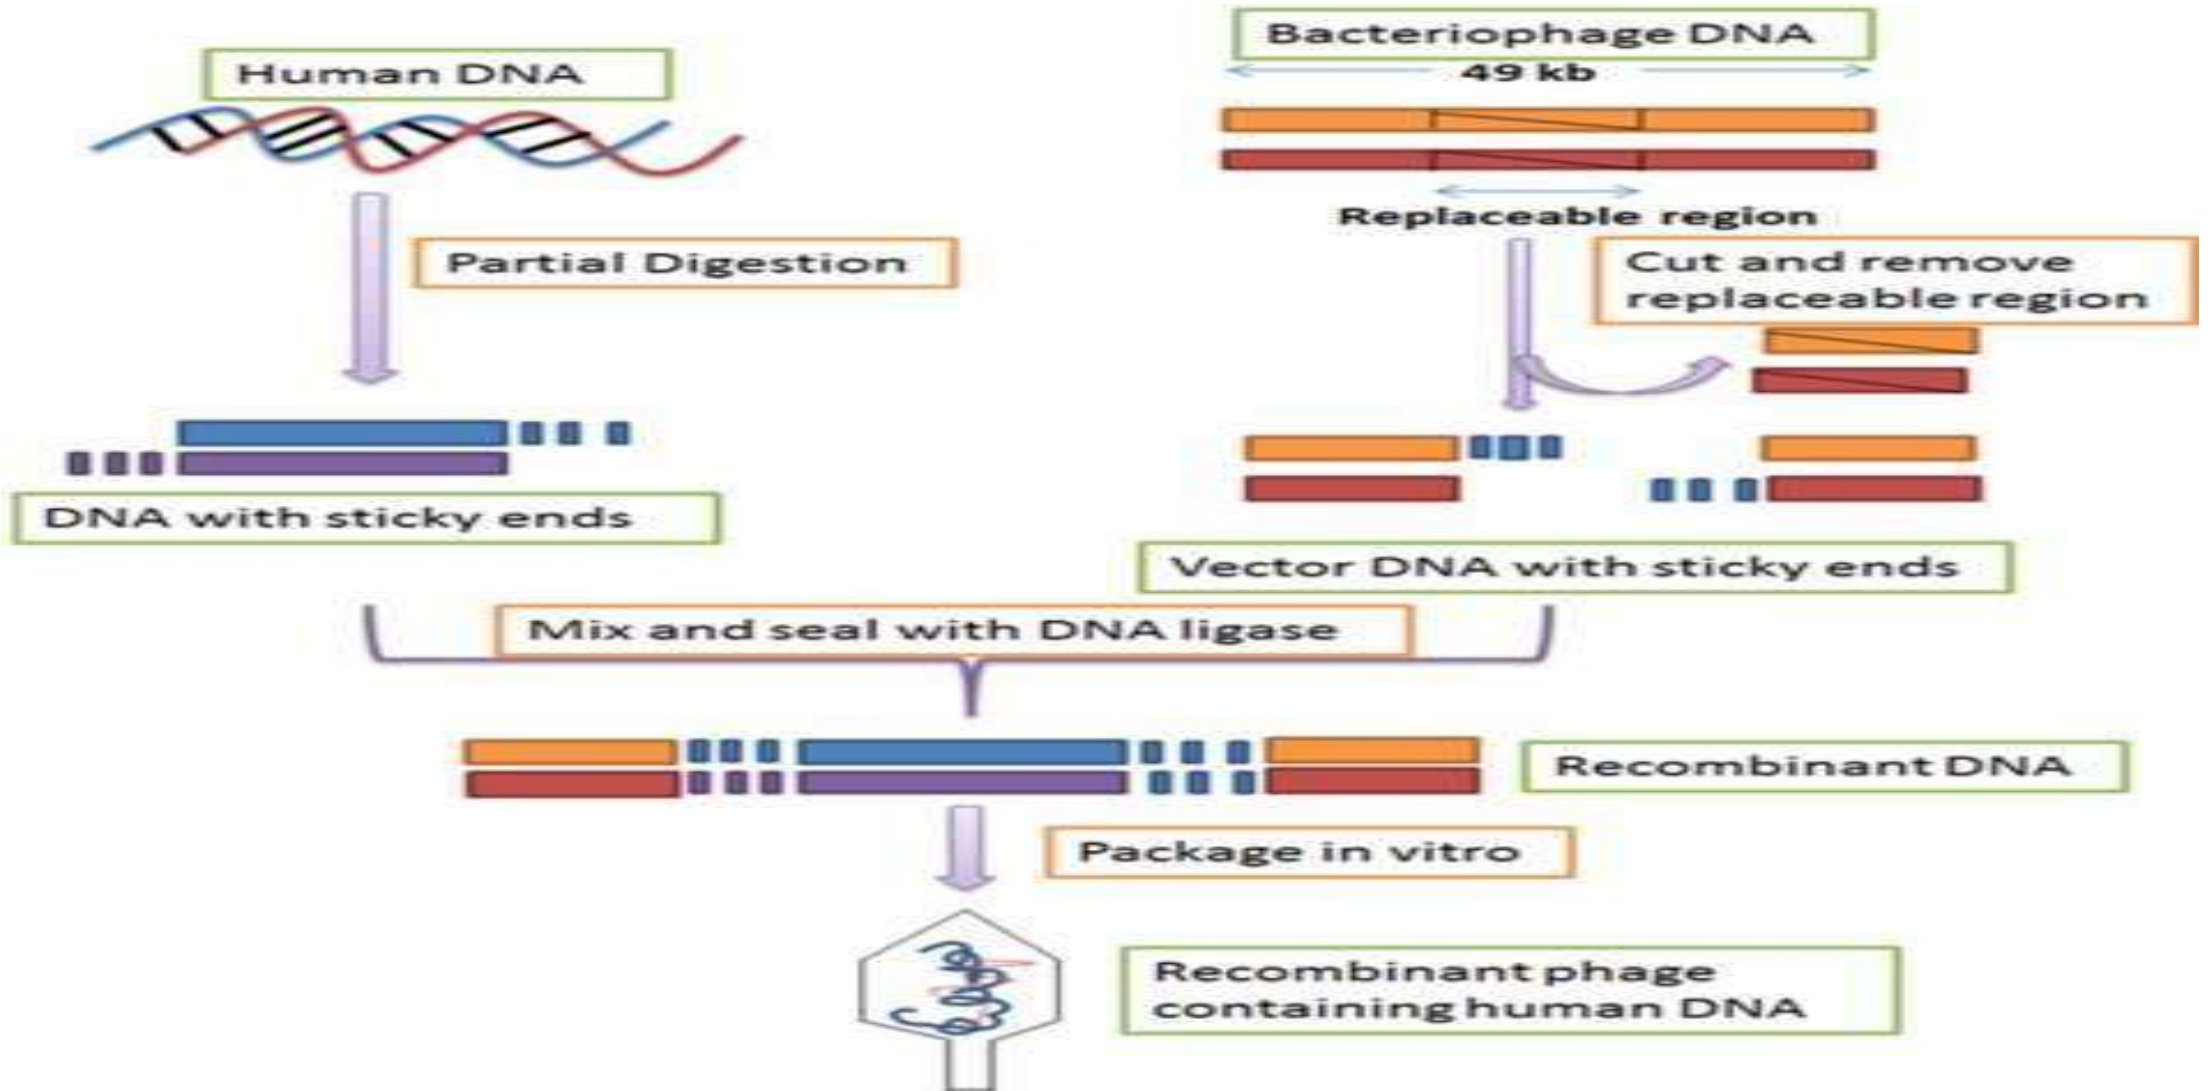 Human DNA
Bacteriophage DNA
49 kb
Replaceable region
Partial Digestion
Cut and remove
replaceable region
DNA with sticky ends
Vector DNA with sticky ends
Mix and seal with DNA ligase
Recombinant DNA
Package in vitro
Recombinant phage
containing human DNA